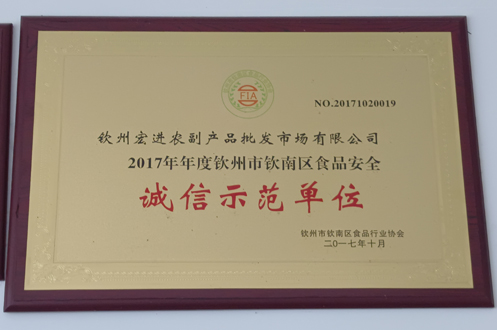 FIA
NO.20171020019
钦州宏进农副产品批发市场有限公司
2017年年度钦州市钦南区食品安全
诚信示范单位
钦州市钦南区食品行业协会
二〇一七年十月